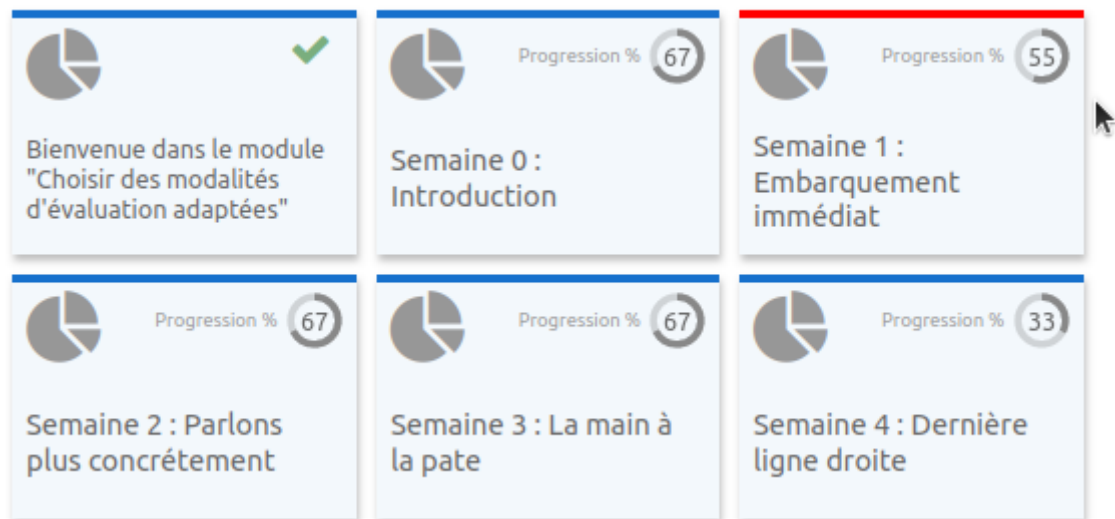 Bienvenue dans le module
"Choisir des modalités
d'évaluation adaptées"
Progression % 67
Semaine 0 :
Introduction
Progression % 55
Semaine 1 :
Embarquement
immédiat
Progression % 67
Semaine 2 : Parlons
plus concrétement
Progression % 67
Semaine 3 : La main à
la pate
Progression % 33
Semaine 4 : Dernière
ligne droite